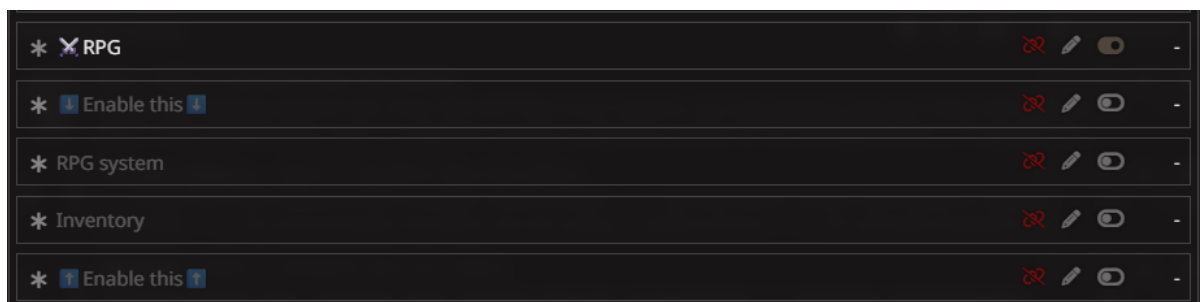 ⚔️ RPG -
⬇️ Enable this ⬇️ -
RPG system -
Inventory -
⬆️ Enable this ⬆️ -